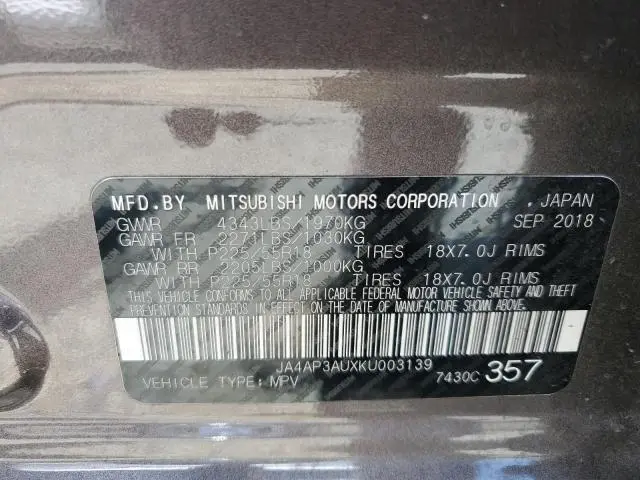 MFD.BY MITSUBISHI MOTORS CORPORATION . JAPAN
GVWR 4343LBS/1970KG SEP 2018
GAWR FR 2271LBS/1030KG
WITH P225/55R18 TIRES 18X7.0J RIMS
GAWR RR 2205LBS/1000KG
WITH P225/55R18 TIRES 18X7.0J RIMS
THIS VEHICLE CONFORMS TO ALL APPLICABLE FEDERAL MOTOR VEHICLE SAFETY AND THEFT
PREVENTION STANDARDS IN EFFECT ON THE DATE OF MANUFACTURE SHOWN ABOVE.
JA4AP3AUXKU003139
VEHICLE TYPE:MPV 7430C 357